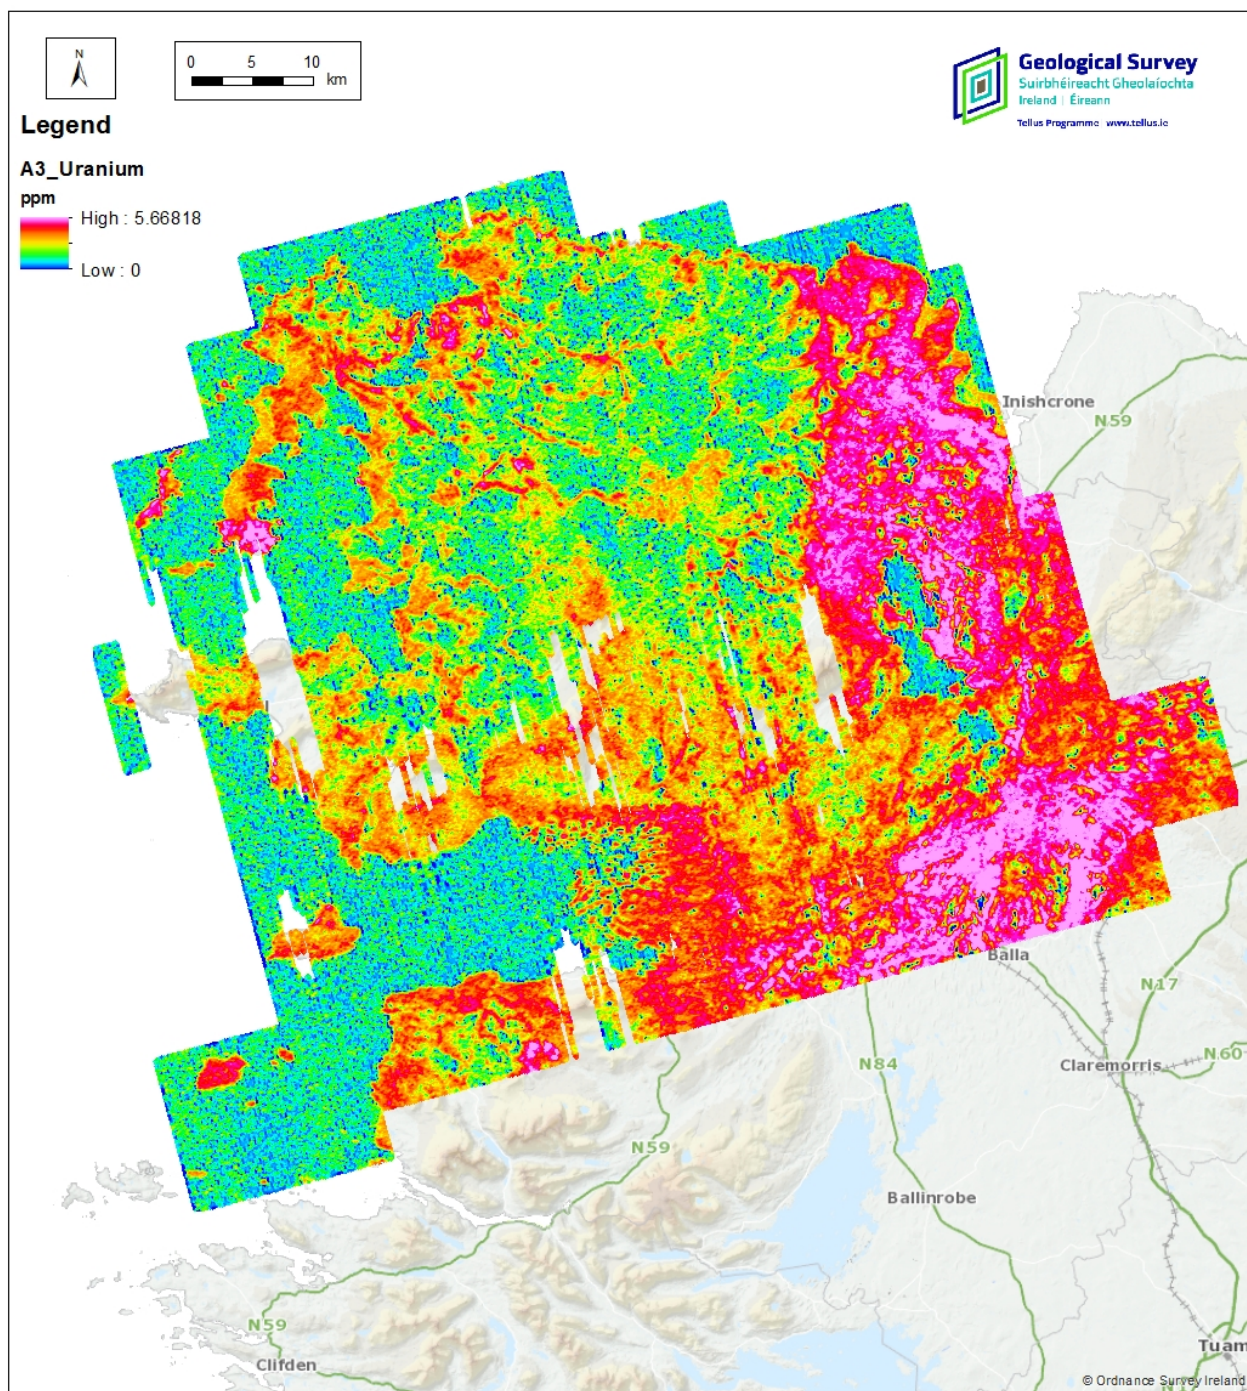 N
0 5 10
km
Geological Survey
Suirbhéireacht Gheolaíochta
Ireland | Éireann
Tellus Programme www.tellus.ie
Legend
A3_Uranium
ppm
High : 5.66818
Low : 0
Inishcrone
N59
Balla
N17
N84
Claremorris
N60
N59
Ballinrobe
N59
Clifden
Tuam
© Ordnance Survey Ireland